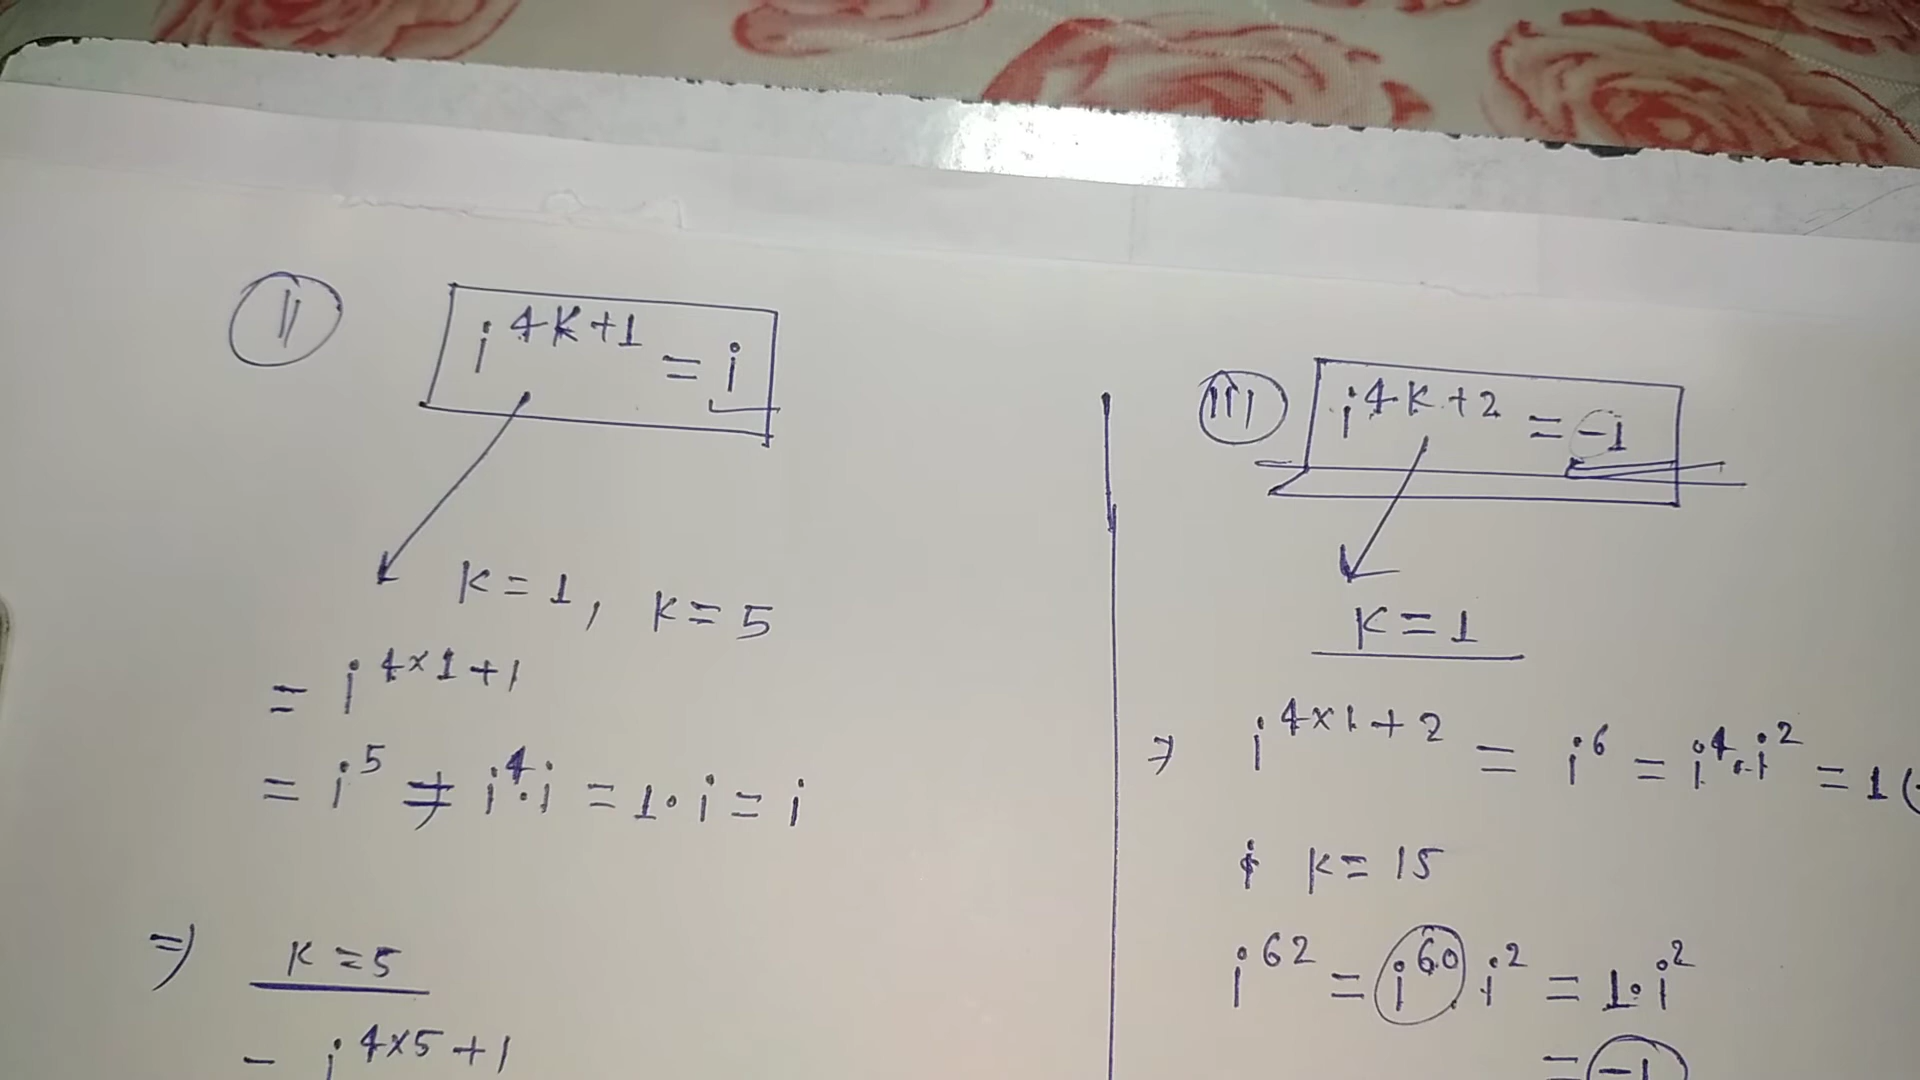 II
i^{4K+1} = i
K = 1, K = 5
= i^{4×1+1}
= i^5 = i^4·i = 1·i = i
⇒ K = 5
= i^{4×5+1}
III
i^{4K+2} = -1
K = 1
⇒ i^{4×1+2} = i^6 = i^4·i^2 = 1(
K = 15
i^{62} = i^{60}·i^2 = 1·i^2
= -1